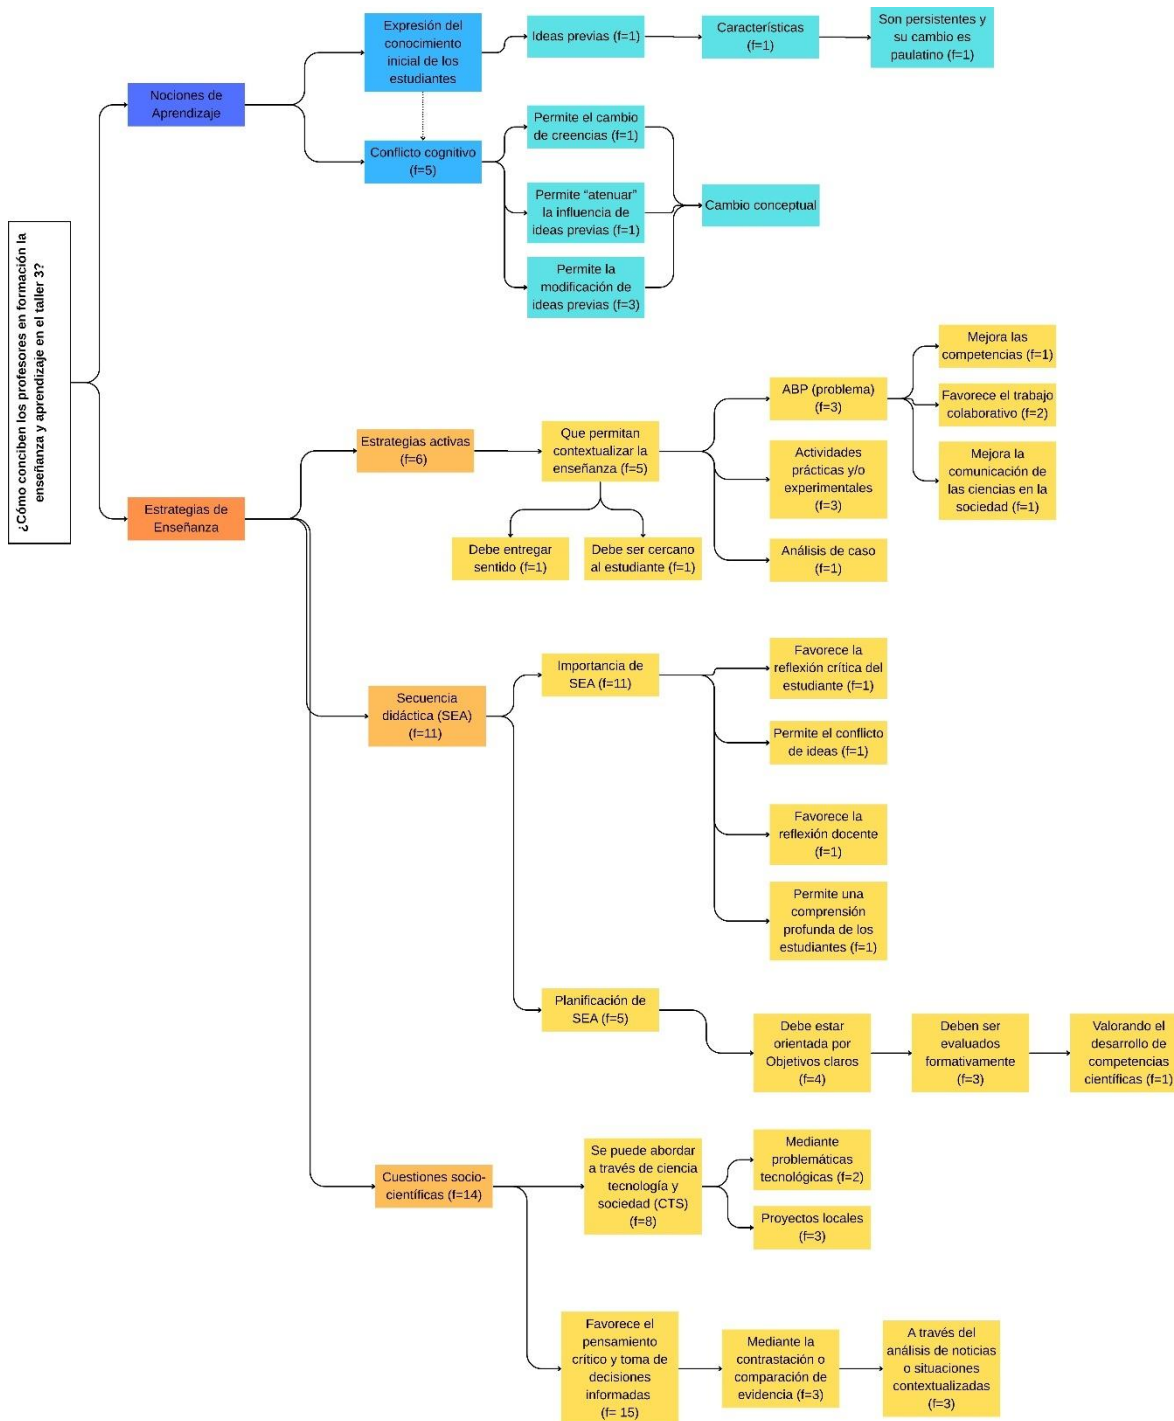 ¿Cómo conciben los profesores en formación la
enseñanza y aprendizaje en el taller 3?
Nociones de
Aprendizaje
Expresión del
conocimiento
inicial de los
estudiantes
Ideas previas (f=1)
Características
(f=1)
Son persistentes y
su cambio es
paulatino (f=1)
Conflicto cognitivo
(f=5)
Permite el cambio
de creencias (f=1)
Permite “atenuar”
la influencia de
ideas previas (f=1)
Permite la
modificación de
ideas previas (f=3)
Cambio conceptual
Estrategias de
Enseñanza
Estrategias activas
(f=6)
Que permitan
contextualizar la
enseñanza (f=5)
Debe entregar
sentido (f=1)
Debe ser cercano
al estudiante (f=1)
ABP (problema)
(f=3)
Mejora las
competencias (f=1)
Favorece el trabajo
colaborativo (f=2)
Mejora la
comunicación de
las ciencias en la
sociedad (f=1)
Actividades
prácticas y/o
experimentales
(f=3)
Análisis de caso
(f=1)
Secuencia
didáctica (SEA)
(f=11)
Importancia de
SEA (f=11)
Favorece la
reflexión crítica del
estudiante (f=1)
Permite el conflicto
de ideas (f=1)
Favorece la
reflexión docente
(f=1)
Permite una
comprensión
profunda de los
estudiantes (f=1)
Planificación de
SEA (f=5)
Debe estar
orientada por
Objetivos claros
(f=4)
Deben ser
evaluados
formativamente
(f=3)
Valorando el
desarrollo de
competencias
científicas (f=1)
Cuestiones socio-
científicas (f=14)
Se puede abordar
a través de ciencia
tecnología y
sociedad (CTS)
(f=8)
Mediante
problemáticas
tecnológicas (f=2)
Proyectos locales
(f=3)
Favorece el
pensamiento
crítico y toma de
decisiones
informadas
(f= 15)
Mediante la
contrastación o
comparación de
evidencia (f=3)
A través del
análisis de noticias
o situaciones
contextualizadas
(f=3)